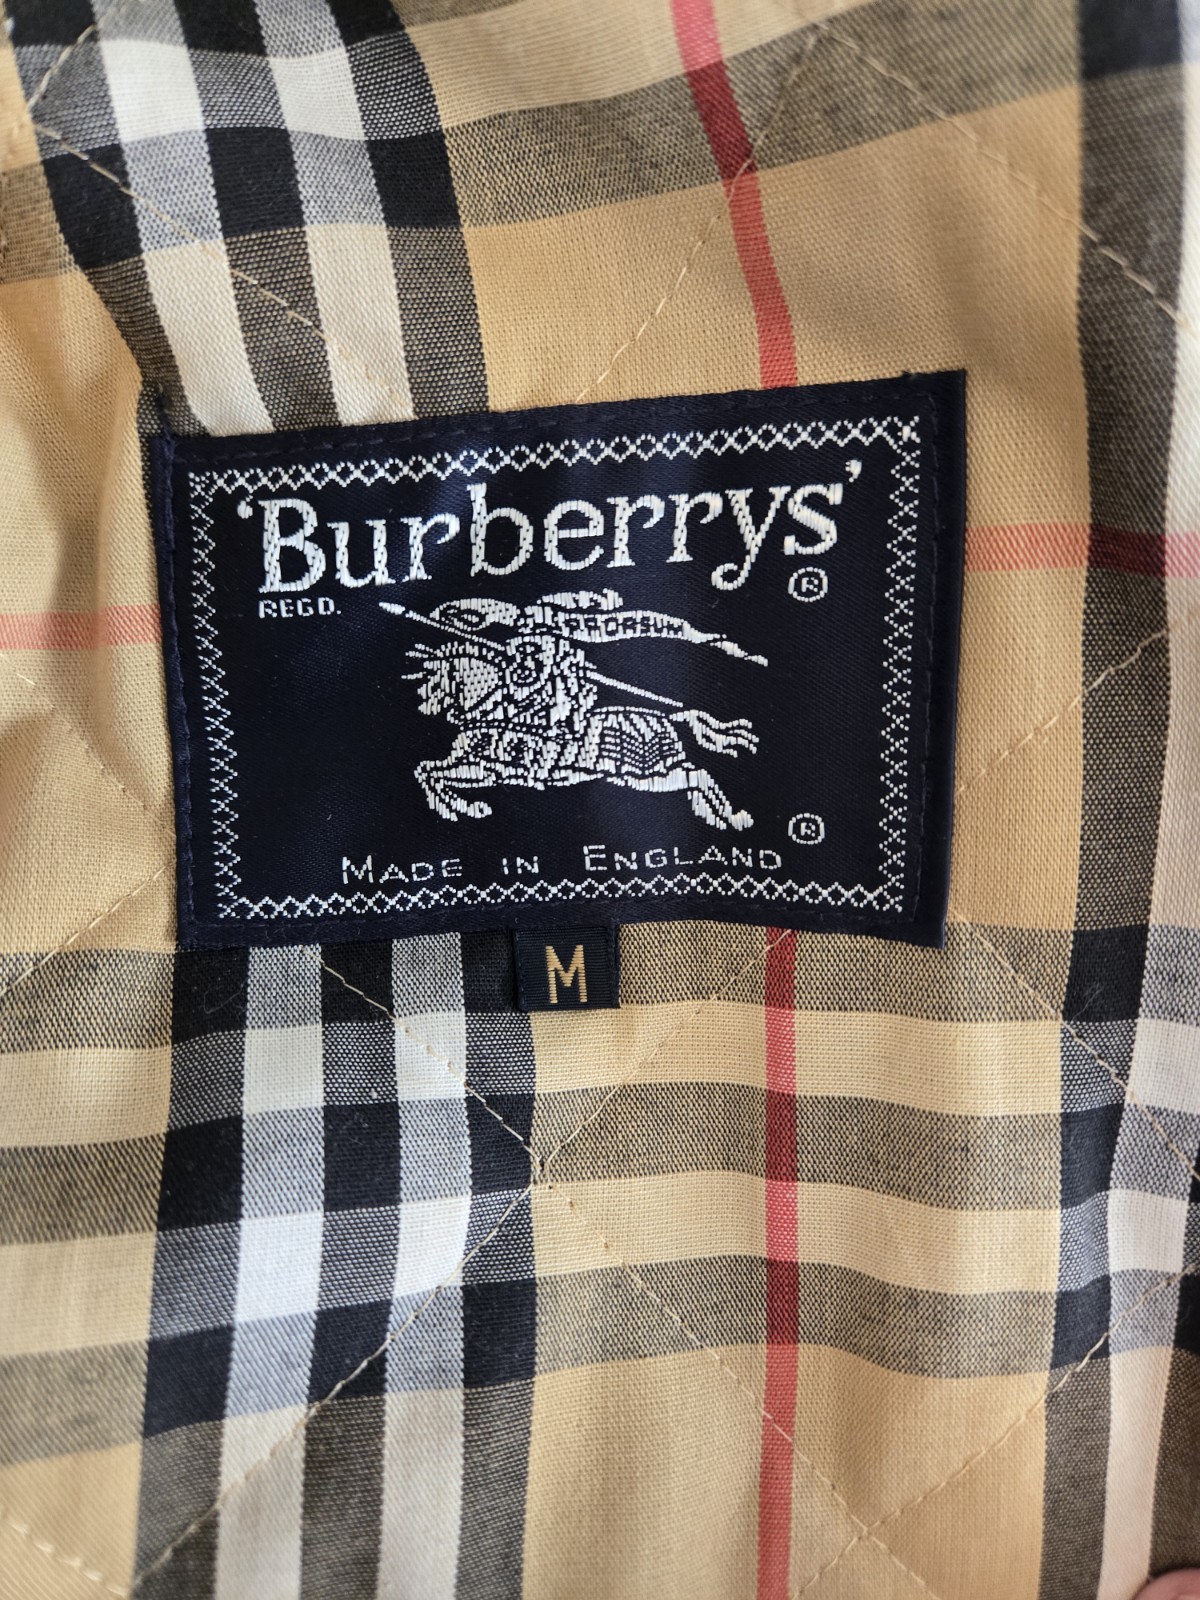 'Burberrys'
REGD. ®
PRORSUM
®
MADE IN ENGLAND
M